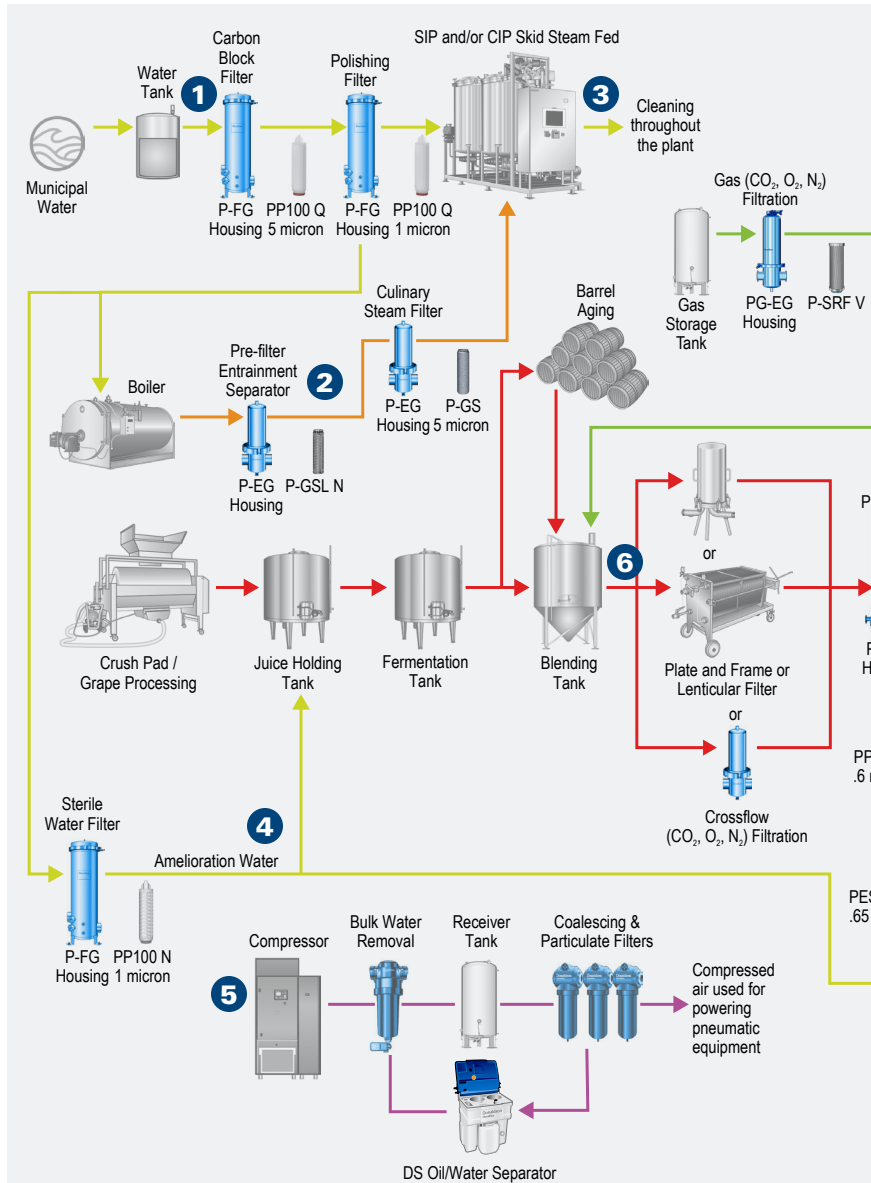 SIP and/or CIP Skid Steam Fed
Carbon
Block
Filter
Polishing
Filter
Water
Tank
1
3
Cleaning
throughout
the plant
Municipal
Water
P-FG
Housing
PP100 Q
5 micron
P-FG
Housing
PP100 Q
1 micron
Gas (CO₂, O₂, N₂)
Filtration
Gas
Storage
Tank
PG-EG
Housing
P-SRF V
Culinary
Steam Filter
Barrel
Aging
Pre-filter
Entrainment
Separator
2
Boiler
P-EG
Housing
P-GS
5 micron
P-EG
Housing
P-GSL N
P
or
6
Crush Pad /
Grape Processing
Juice Holding
Tank
Fermentation
Tank
Blending
Tank
Plate and Frame or
Lenticular Filter
or
H
PP
.6
Crossflow
(CO₂, O₂, N₂) Filtration
Sterile
Water Filter
4
Amelioration Water
P-FG
Housing
PP100 N
1 micron
PES
.65
5
Compressor
Bulk Water
Removal
Receiver
Tank
Coalescing &
Particulate Filters
Compressed
air used for
powering
pneumatic
equipment
DS Oil/Water Separator